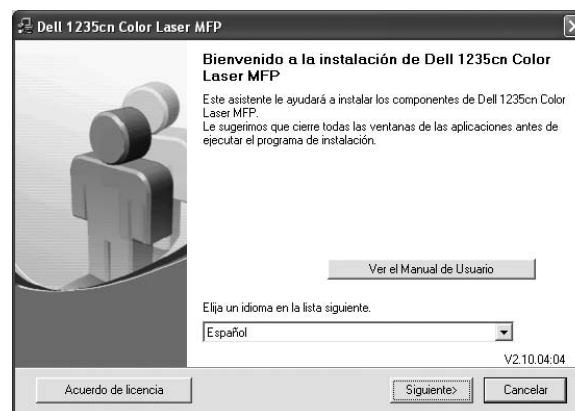 Dell 1235cn Color Laser MFP
Bienvenido a la instalación de Dell 1235cn Color
Laser MFP
Este asistente le ayudará a instalar los componentes de Dell 1235cn Color
Laser MFP.
Le sugerimos que cierre todas las ventanas de las aplicaciones antes de
ejecutar el programa de instalación.
Ver el Manual de Usuario
Elija un idioma en la lista siguiente.
Español
V2.10.04:04
Acuerdo de licencia
Siguiente>
Cancelar